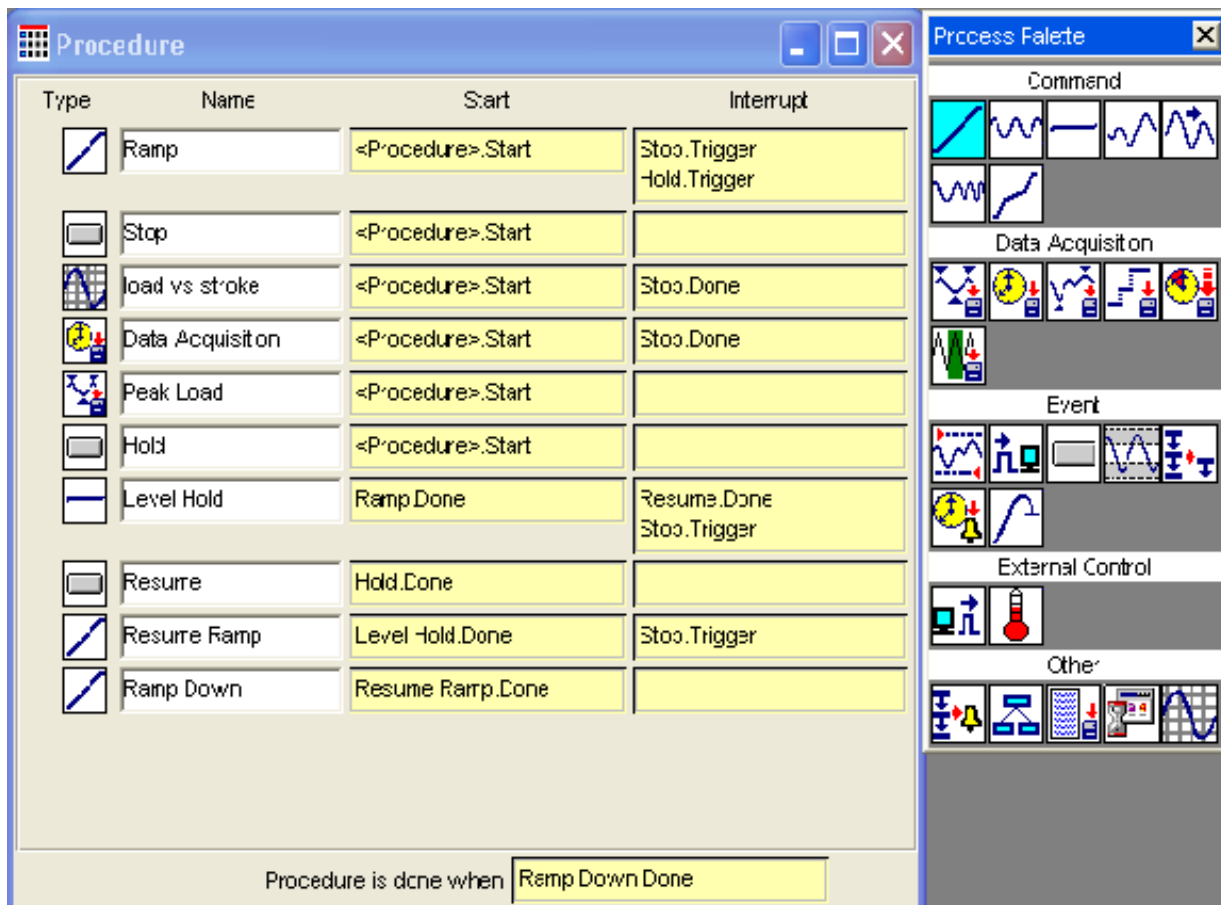 Procedure
Type Name Start Interrupt
Ramp <Procedure>.Start Stop.Trigger
Hold.Trigger
Stop <Procedure>.Start
load vs stroke <Procedure>.Start Stop.Done
Data Acquisition <Procedure>.Start Stop.Done
Peak Load <Procedure>.Start
Hold <Procedure>.Start
Level Hold Ramp.Done Resume.Done
Stop.Trigger
Resume Hold.Done
Resume Ramp Level Hold.Done Stop.Trigger
Ramp Down Resume Ramp.Done
Procedure is done when Ramp Down.Done
Process Palette
Command
Data Acquisition
Event
External Control
Other